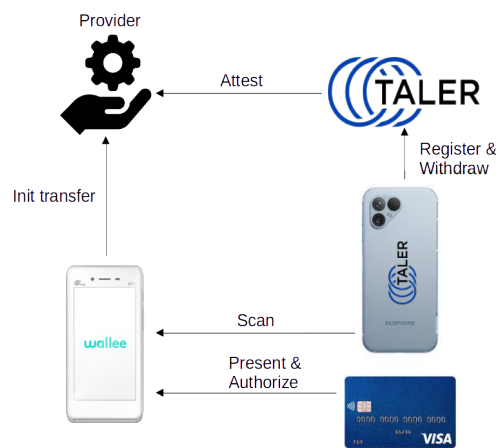 Provider
Attest
TALER
Register &
Withdraw
Init transfer
TALER
wallee
Scan
Present &
Authorize
0000 0000 0000 0000
VISA